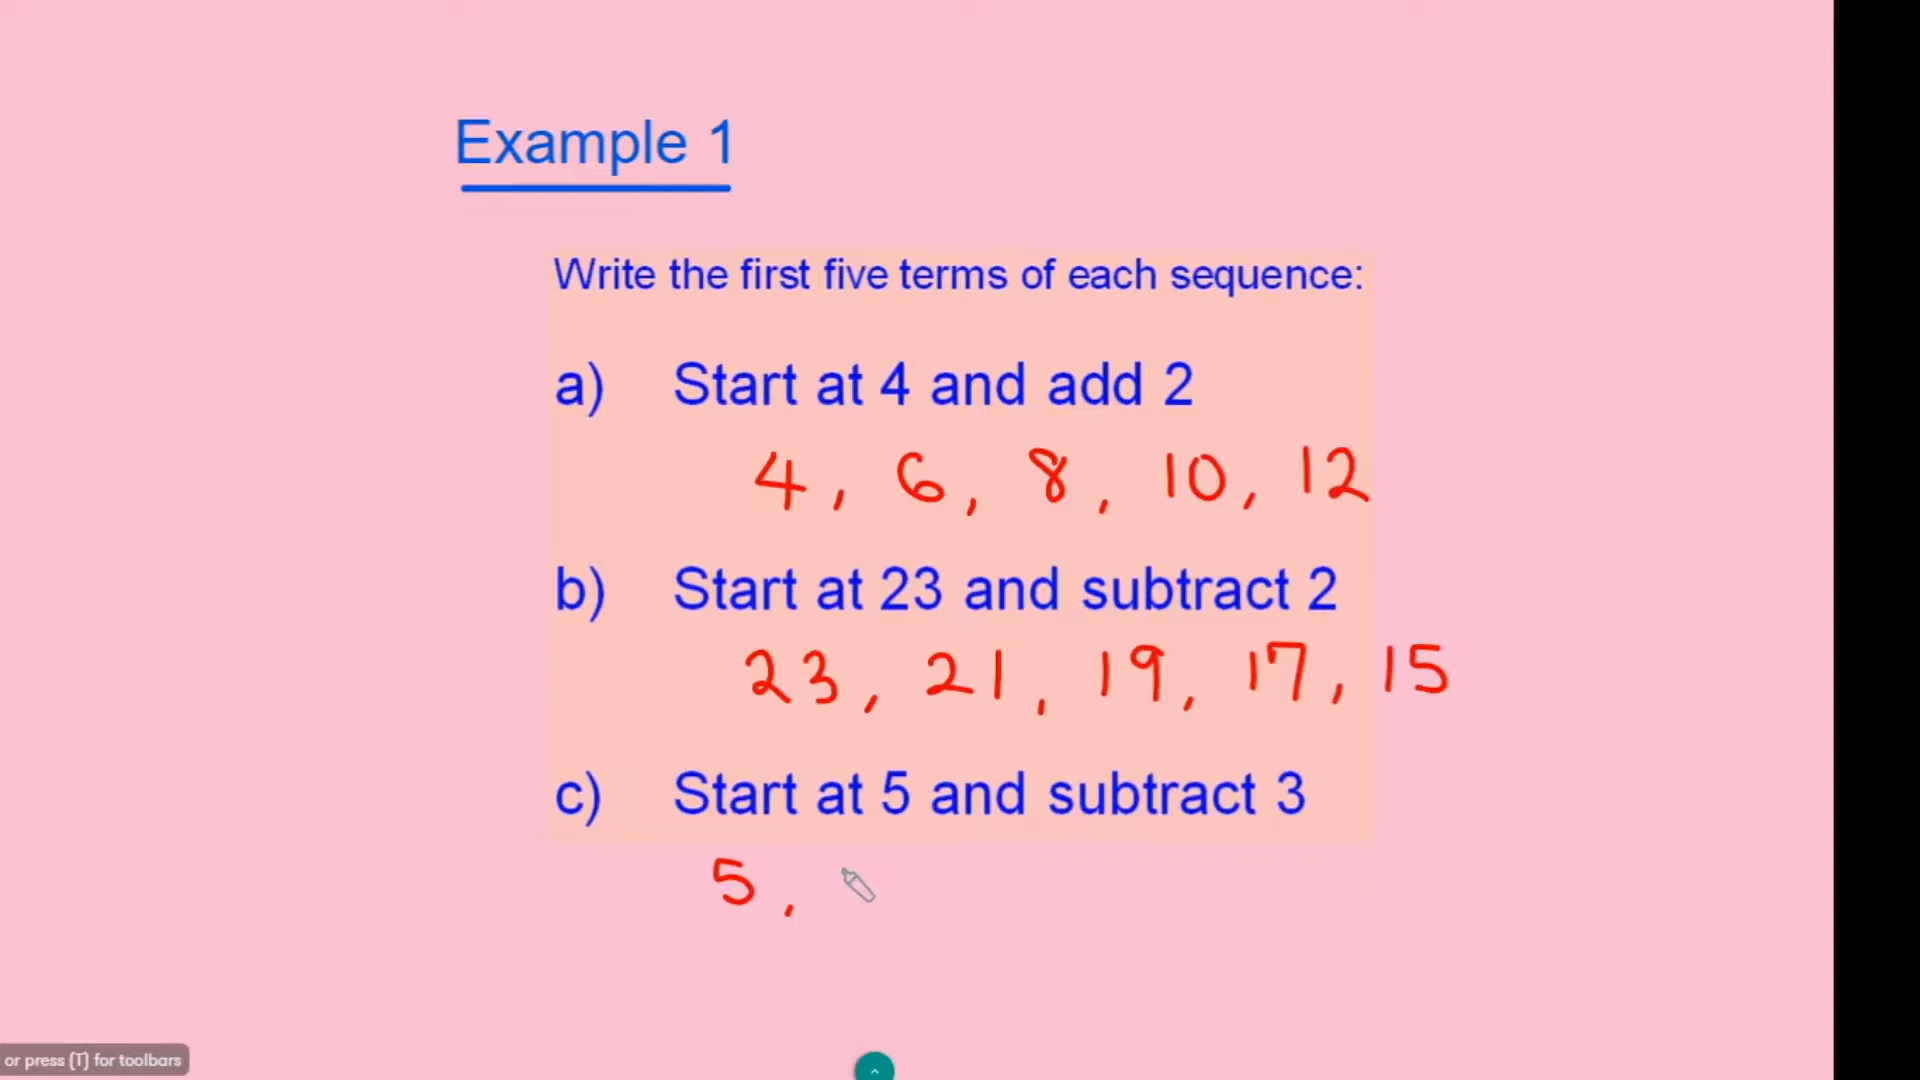 Example 1
Write the first five terms of each sequence:
a) Start at 4 and add 2
4, 6, 8, 10, 12
b) Start at 23 and subtract 2
23, 21, 19, 17, 15
c) Start at 5 and subtract 3
5,
or press (T) for toolbars